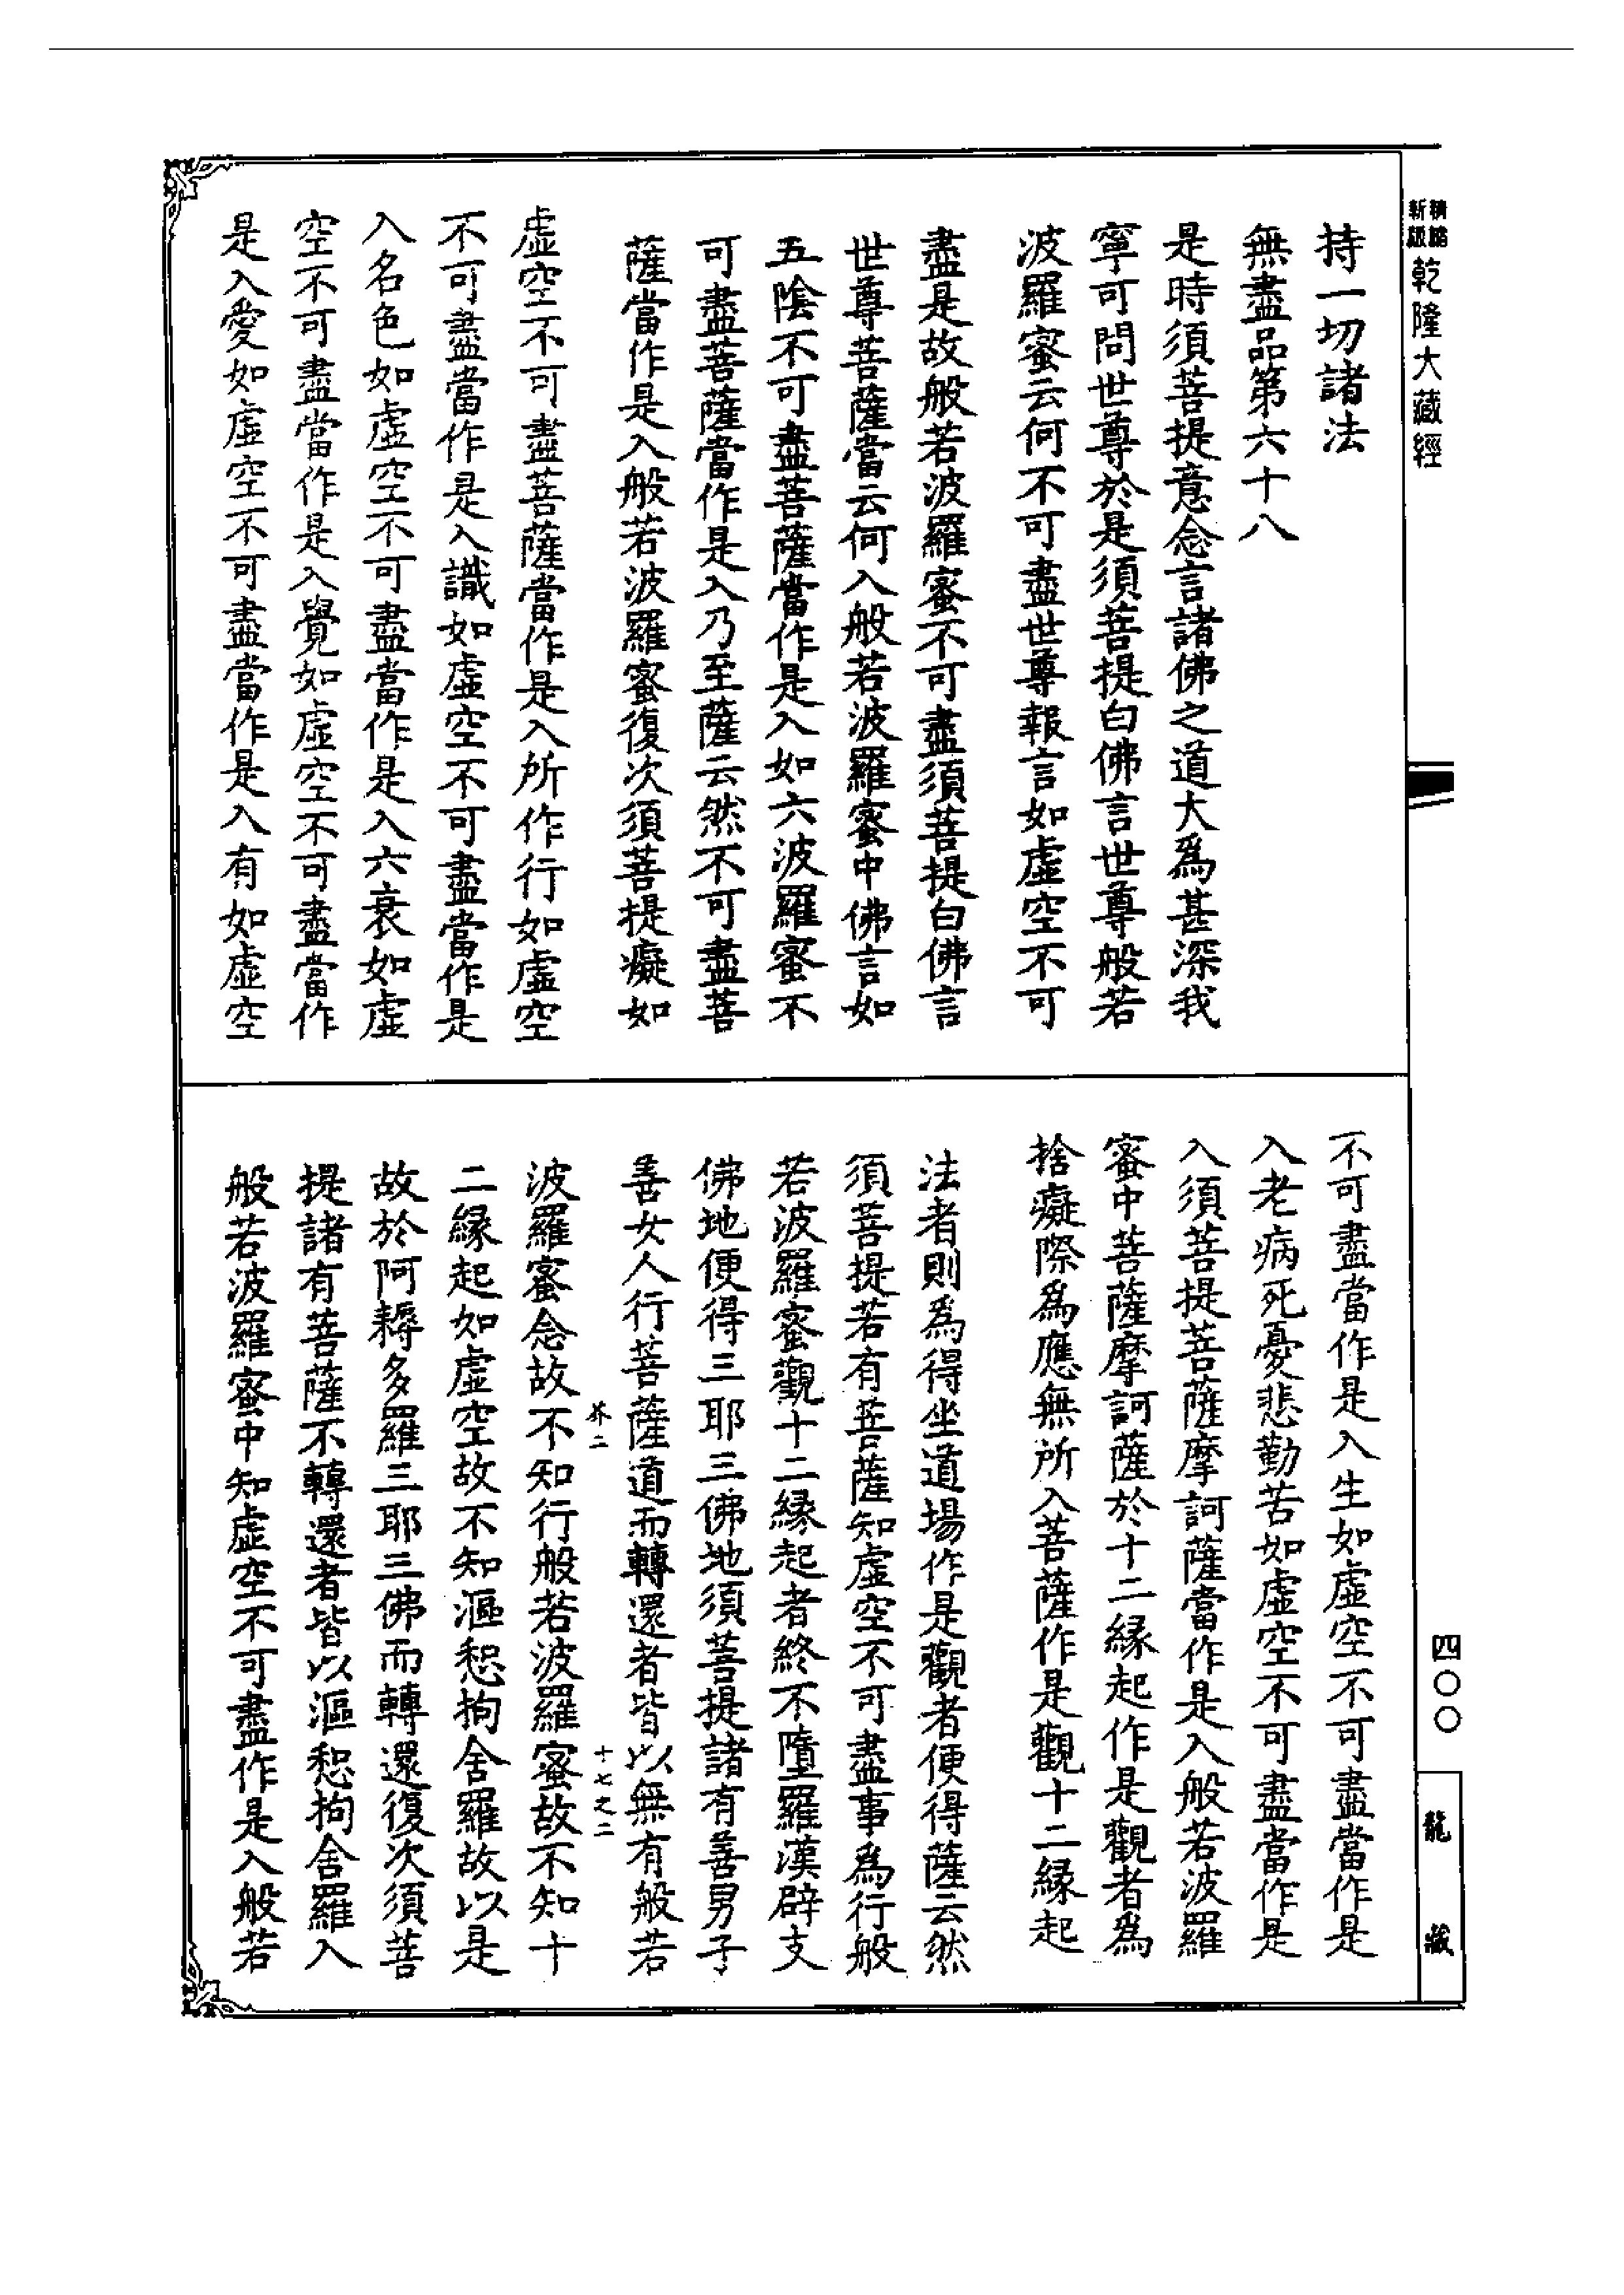 精縮
新版
乾隆大藏經
持一切諸法
無盡品第六十八
是時須菩提意念言諸佛之道大為甚深我
寧可問世尊於是須菩提白佛言世尊般若
波羅蜜云何不可盡世尊報言如虛空不可
盡是故般若波羅蜜不可盡須菩提白佛言
世尊菩薩當云何入般若波羅蜜中佛言如
五陰不可盡菩薩當作是入如六波羅蜜不
可盡菩薩當作是入乃至薩云然不可盡菩
薩當作是入般若波羅蜜復次須菩提癡如
虛空不可盡菩薩當作是入所作行如虛空
不可盡當作是入識如虛空不可盡當作是
入名色如虛空不可盡當作是入六衰如虛
空不可盡當作是入覺如虛空不可盡當作
是入愛如虛空不可盡當作是入有如虛空
不可盡當作是入生如虛空不可盡當作是
入老病死憂悲勤苦如虛空不可盡當作是
入須菩提菩薩摩訶薩當作是入般若波羅
蜜中菩薩摩訶薩於十二緣起作是觀者為
捨癡際為應無所入菩薩作是觀十二緣起
法者則為得坐道場作是觀者便得薩云然
須菩提若有菩薩知虛空不可盡事為行般
若波羅蜜觀十二緣起者終不墮羅漢辟支
佛地便得三耶三佛地須菩提諸有善男子
善女人行菩薩道而轉還者皆以無有般若
芥二
十七之二
波羅蜜念故不知行般若波羅蜜故不知十
二緣起如虛空故不知漚惒拘舍羅故以是
故於阿耨多羅三耶三佛而轉還復次須菩
提諸有菩薩不轉還者皆以漚惒拘舍羅入
般若波羅蜜中知虛空不可盡作是入般若
四〇〇
龍藏